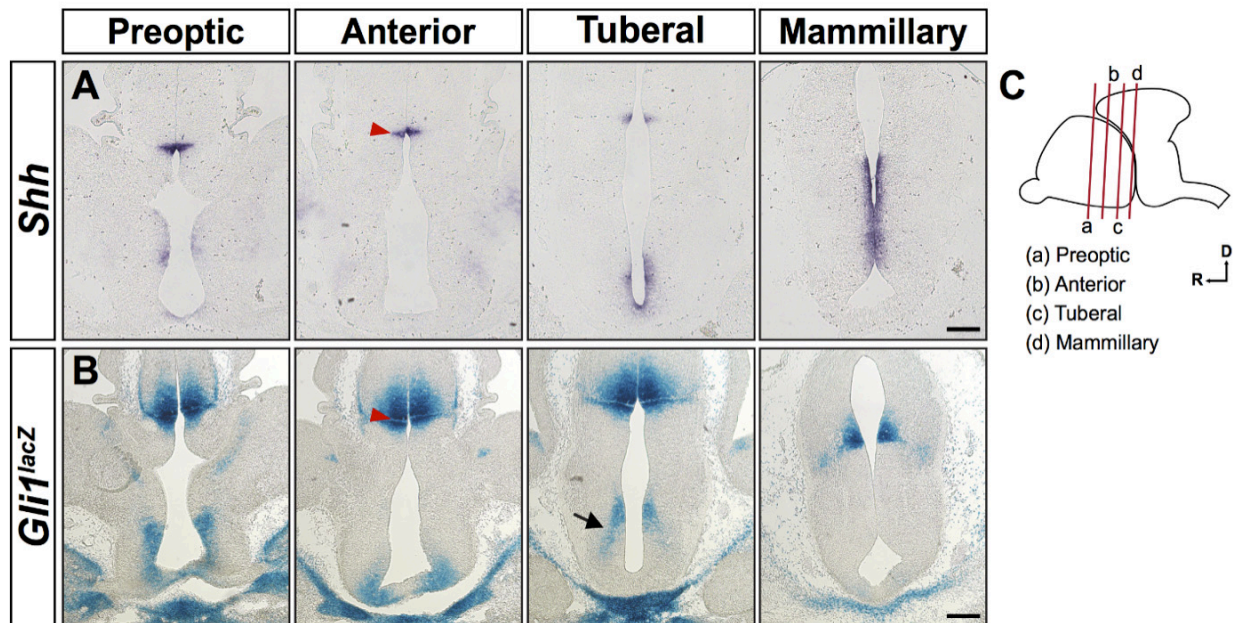 Preoptic Anterior Tuberal Mammillary
A
Shh
B
Gli1lacZ
C
b d
a c
(a) Preoptic
(b) Anterior
(c) Tuberal
(d) Mammillary
D
R